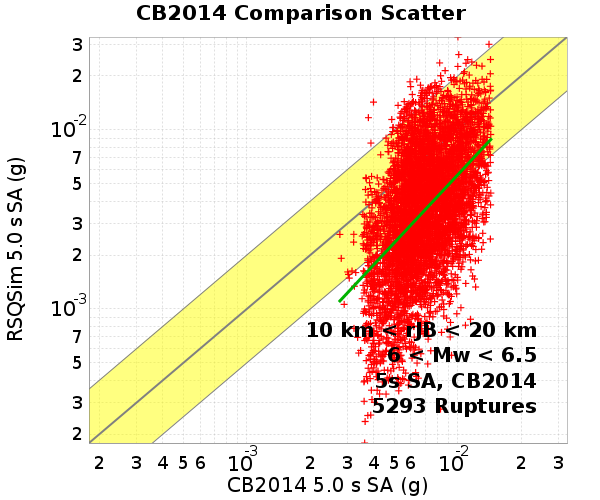 CB2014 Comparison Scatter
RSQSim 5.0 s SA (g)
3
2
10-2
7
5
3
2
10-3
7
5
3
2
10 km < rJB < 20 km
6 < Mw < 6.5
5s SA, CB2014
5293 Ruptures
2 3 4 5 6 10-3 2 3 4 5 6 10-2 2 3
CB2014 5.0 s SA (g)